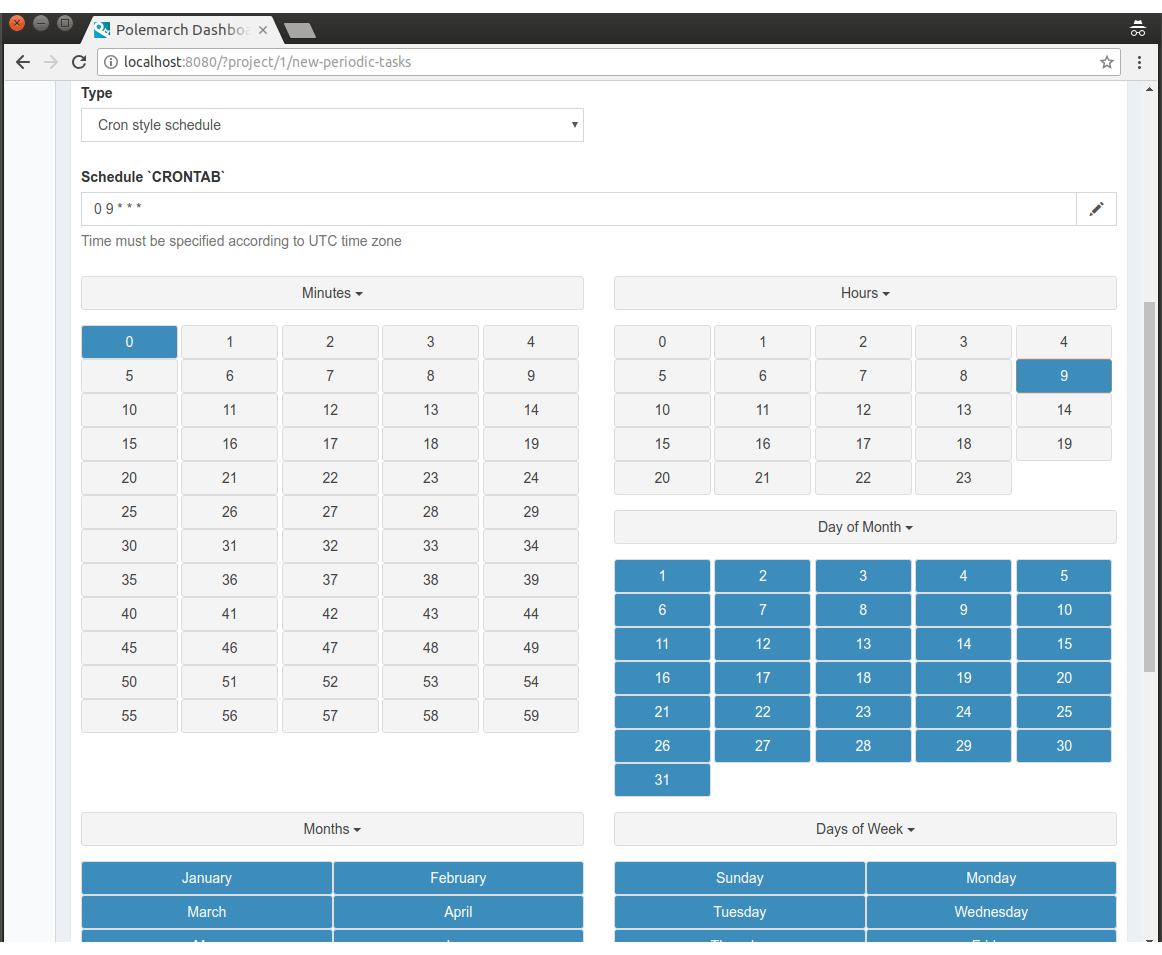 Polemarch Dashboa
localhost:8080/?project/1/new-periodic-tasks
Type
Cron style schedule
Schedule `CRONTAB`
0 9 * * *
Time must be specified according to UTC time zone
Minutes
0 1 2 3 4
5 6 7 8 9
10 11 12 13 14
15 16 17 18 19
20 21 22 23 24
25 26 27 28 29
30 31 32 33 34
35 36 37 38 39
40 41 42 43 44
45 46 47 48 49
50 51 52 53 54
55 56 57 58 59
Hours
0 1 2 3 4
5 6 7 8 9
10 11 12 13 14
15 16 17 18 19
20 21 22 23
Day of Month
1 2 3 4 5
6 7 8 9 10
11 12 13 14 15
16 17 18 19 20
21 22 23 24 25
26 27 28 29 30
31
Months
January February
March April
Days of Week
Sunday Monday
Tuesday Wednesday